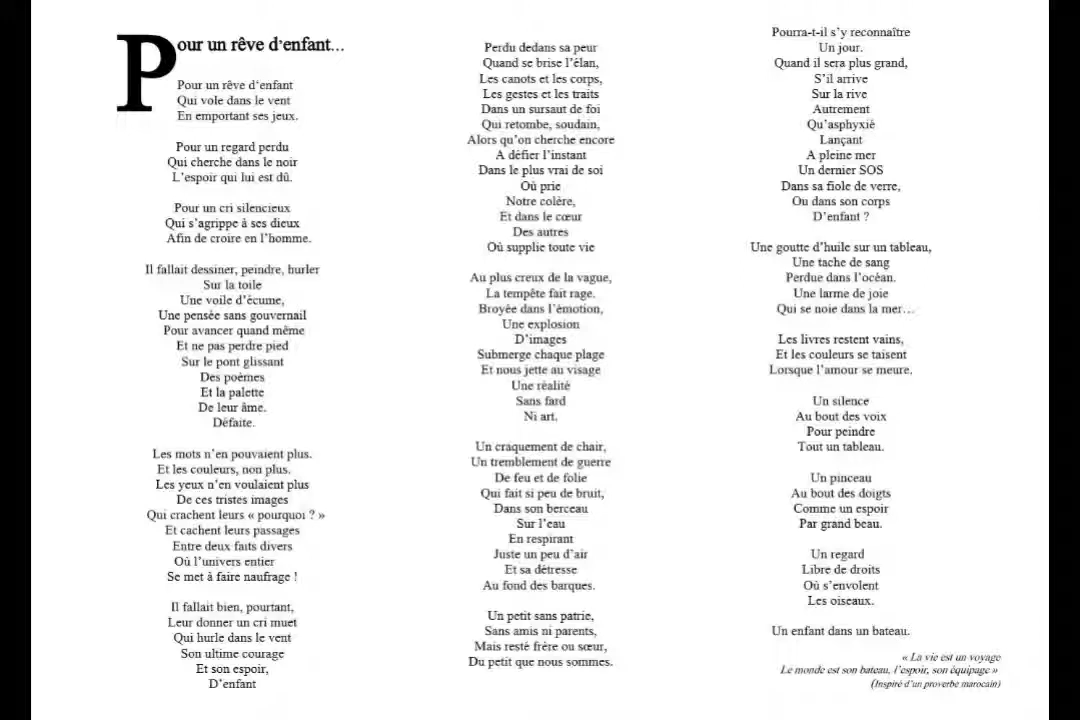 Pour un rêve d'enfant...
Pour un rêve d'enfant
Qui vole dans le vent
En emportant ses jeux.
Pour un regard perdu
Qui cherche dans le noir
L'espoir qui lui est dû.
Pour un cri silencieux
Qui s'agrippe à ses dieux
Afin de croire en l'homme.
Il fallait dessiner, peindre, hurler
Sur la toile
Une voile d'écume,
Une pensée sans gouvernail
Pour avancer quand même
Et ne pas perdre pied
Sur le pont glissant
Des poèmes
Et la palette
De leur âme.
Défaite.
Les mots n'en pouvaient plus.
Et les couleurs, non plus.
Les yeux n'en voulaient plus
De ces tristes images
Qui crachent leurs « pourquoi ? »
Et cachent leurs passages
Entre deux faits divers
Où l'univers entier
Se met à faire naufrage !
Il fallait bien, pourtant,
Leur donner un cri muet
Qui hurle dans le vent
Son ultime courage
Et son espoir,
D'enfant
Perdu dedans sa peur
Quand se brise l'élan,
Les canots et les corps,
Les gestes et les traits
Dans un sursaut de foi
Qui retombe, soudain,
Alors qu'on cherche encore
A défier l'instant
Dans le plus vrai de soi
Où prie
Notre colère,
Et dans le cœur
Des autres
Où supplie toute vie
Au plus creux de la vague,
La tempête fait rage.
Broyée dans l'émotion,
Une explosion
D'images
Submerge chaque plage
Et nous jette au visage
Une réalité
Sans fard
Ni art.
Un craquement de chair,
Un tremblement de guerre
De feu et de folie
Qui fait si peu de bruit,
Dans son berceau
Sur l'eau
En respirant
Juste un peu d'air
Et sa détresse
Au fond des barques.
Un petit sans patrie,
Sans amis ni parents,
Mais resté frère ou sœur,
Du petit que nous sommes.
Pourra-t-il s'y reconnaître
Un jour.
Quand il sera plus grand,
S'il arrive
Sur la rive
Autrement
Qu'asphyxié
Lançant
A pleine mer
Un dernier SOS
Dans sa fiole de verre,
Ou dans son corps
D'enfant ?
Une goutte d'huile sur un tableau,
Une tache de sang
Perdue dans l'océan.
Une larme de joie
Qui se noie dans la mer...
Les livres restent vains,
Et les couleurs se taisent
Lorsque l'amour se meure.
Un silence
Au bout des voix
Pour peindre
Tout un tableau.
Un pinceau
Au bout des doigts
Comme un espoir
Par grand beau.
Un regard
Libre de droits
Où s'envolent
Les oiseaux.
Un enfant dans un bateau.
« La vie est un voyage
Le monde est son bateau, l'espoir, son équipage »
(Inspiré d'un proverbe marocain)